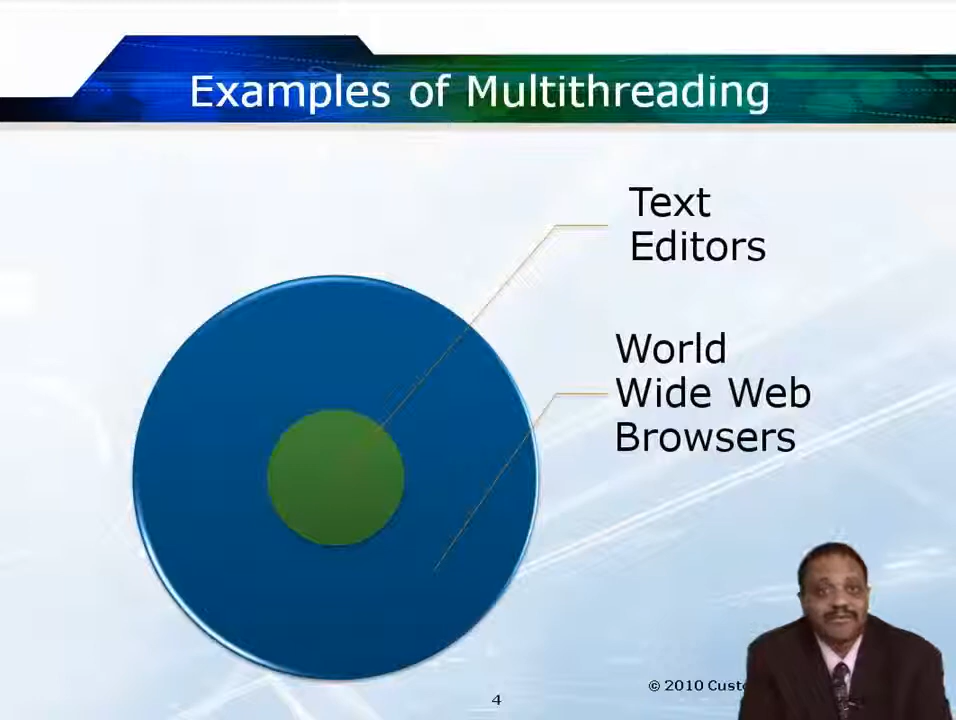 Examples of Multithreading
Text
Editors
World
Wide Web
Browsers
© 2010
4